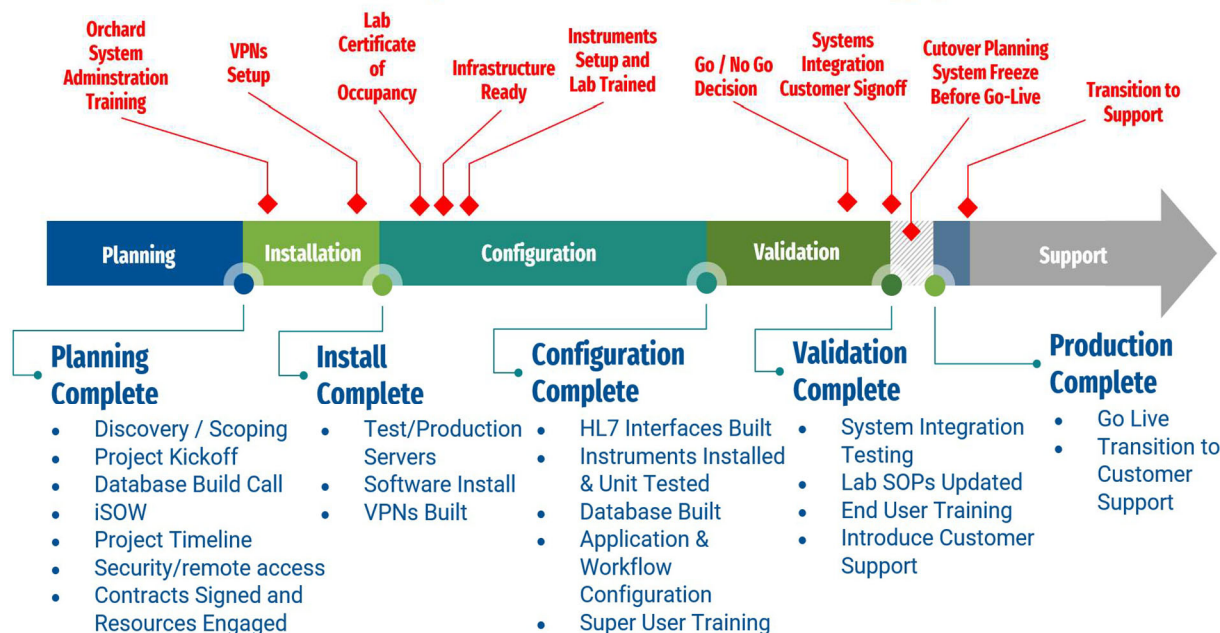 Orchard
System
Adminstration
Training
VPNs
Setup
Lab
Certificate
of
Occupancy
Infrastructure
Ready
Instruments
Setup and
Lab Trained
Go / No Go
Decision
Systems
Integration
Customer Signoff
Cutover Planning
System Freeze
Before Go-Live
Transition to
Support
Planning
Installation
Configuration
Validation
Support
Planning
Complete
• Discovery / Scoping
• Project Kickoff
• Database Build Call
• iSOW
• Project Timeline
• Security/remote access
• Contracts Signed and
Resources Engaged
Install
Complete
• Test/Production
Servers
• Software Install
• VPNs Built
Configuration
Complete
• HL7 Interfaces Built
• Instruments Installed
& Unit Tested
• Database Built
• Application &
Workflow
Configuration
• Super User Training
Validation
Complete
• System Integration
Testing
• Lab SOPs Updated
• End User Training
• Introduce Customer
Support
Production
Complete
• Go Live
• Transition to
Customer
Support